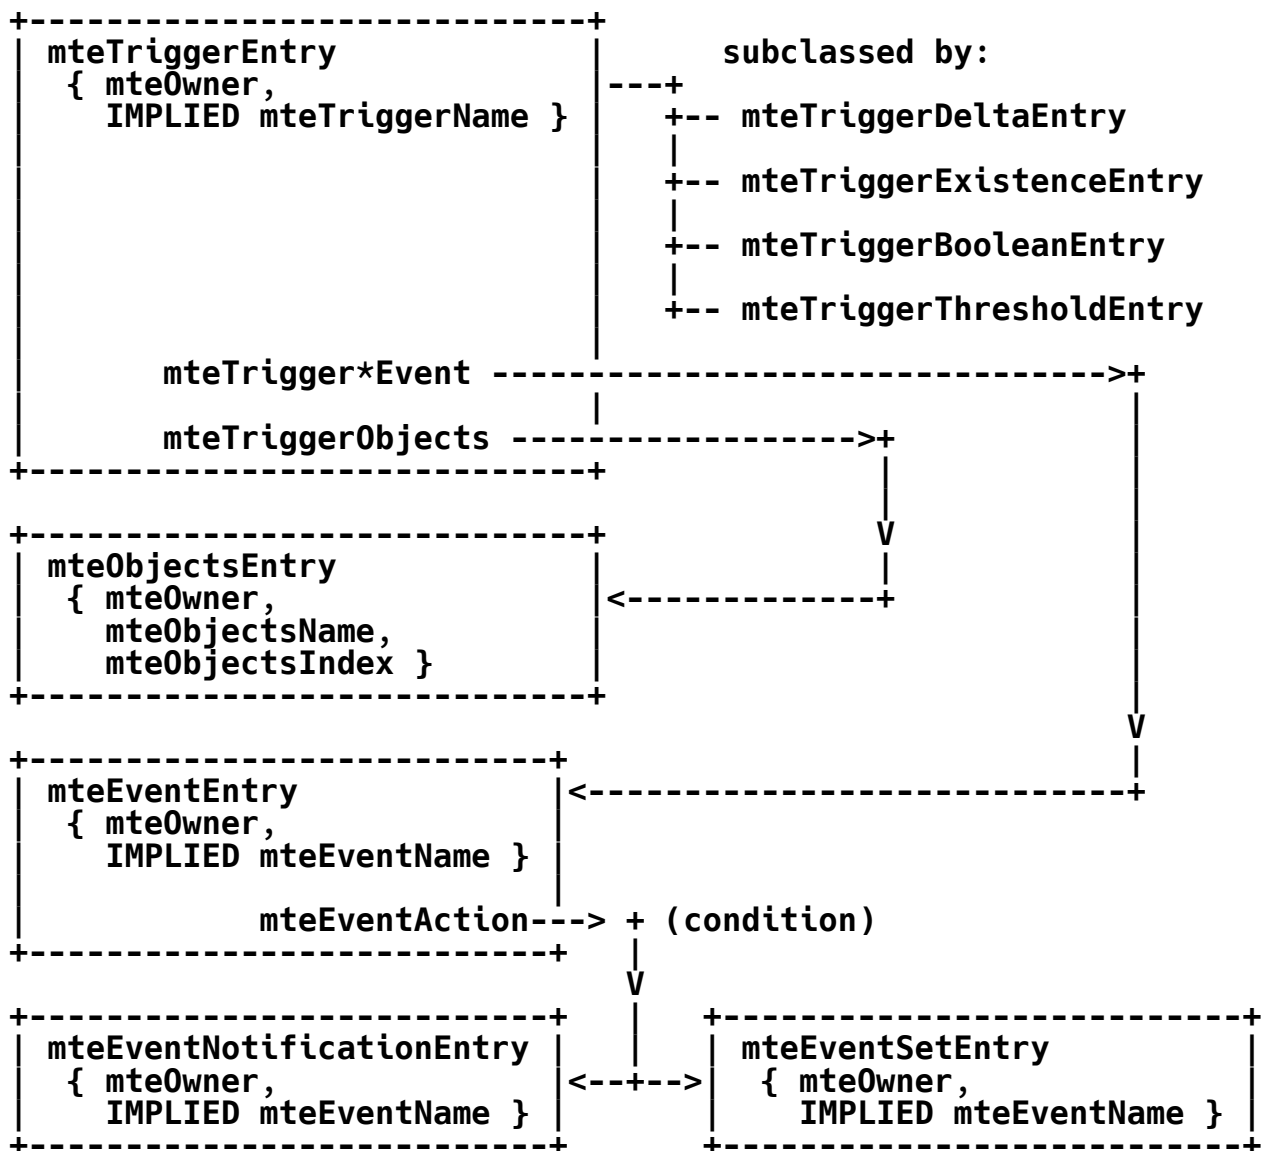 mteTriggerEntry subclassed by:
{ mteOwner,
IMPLIED mteTriggerName } mteTriggerDeltaEntry
mteTriggerExistenceEntry
mteTriggerBooleanEntry
mteTriggerThresholdEntry
mteTrigger*Event
mteTriggerObjects
V
mteObjectsEntry
{ mteOwner,
mteObjectsName,
mteObjectsIndex }
V
mteEventEntry
{ mteOwner,
IMPLIED mteEventName }
mteEventAction---> + (condition)
V
mteEventNotificationEntry mteEventSetEntry
{ mteOwner, { mteOwner,
IMPLIED mteEventName } IMPLIED mteEventName }